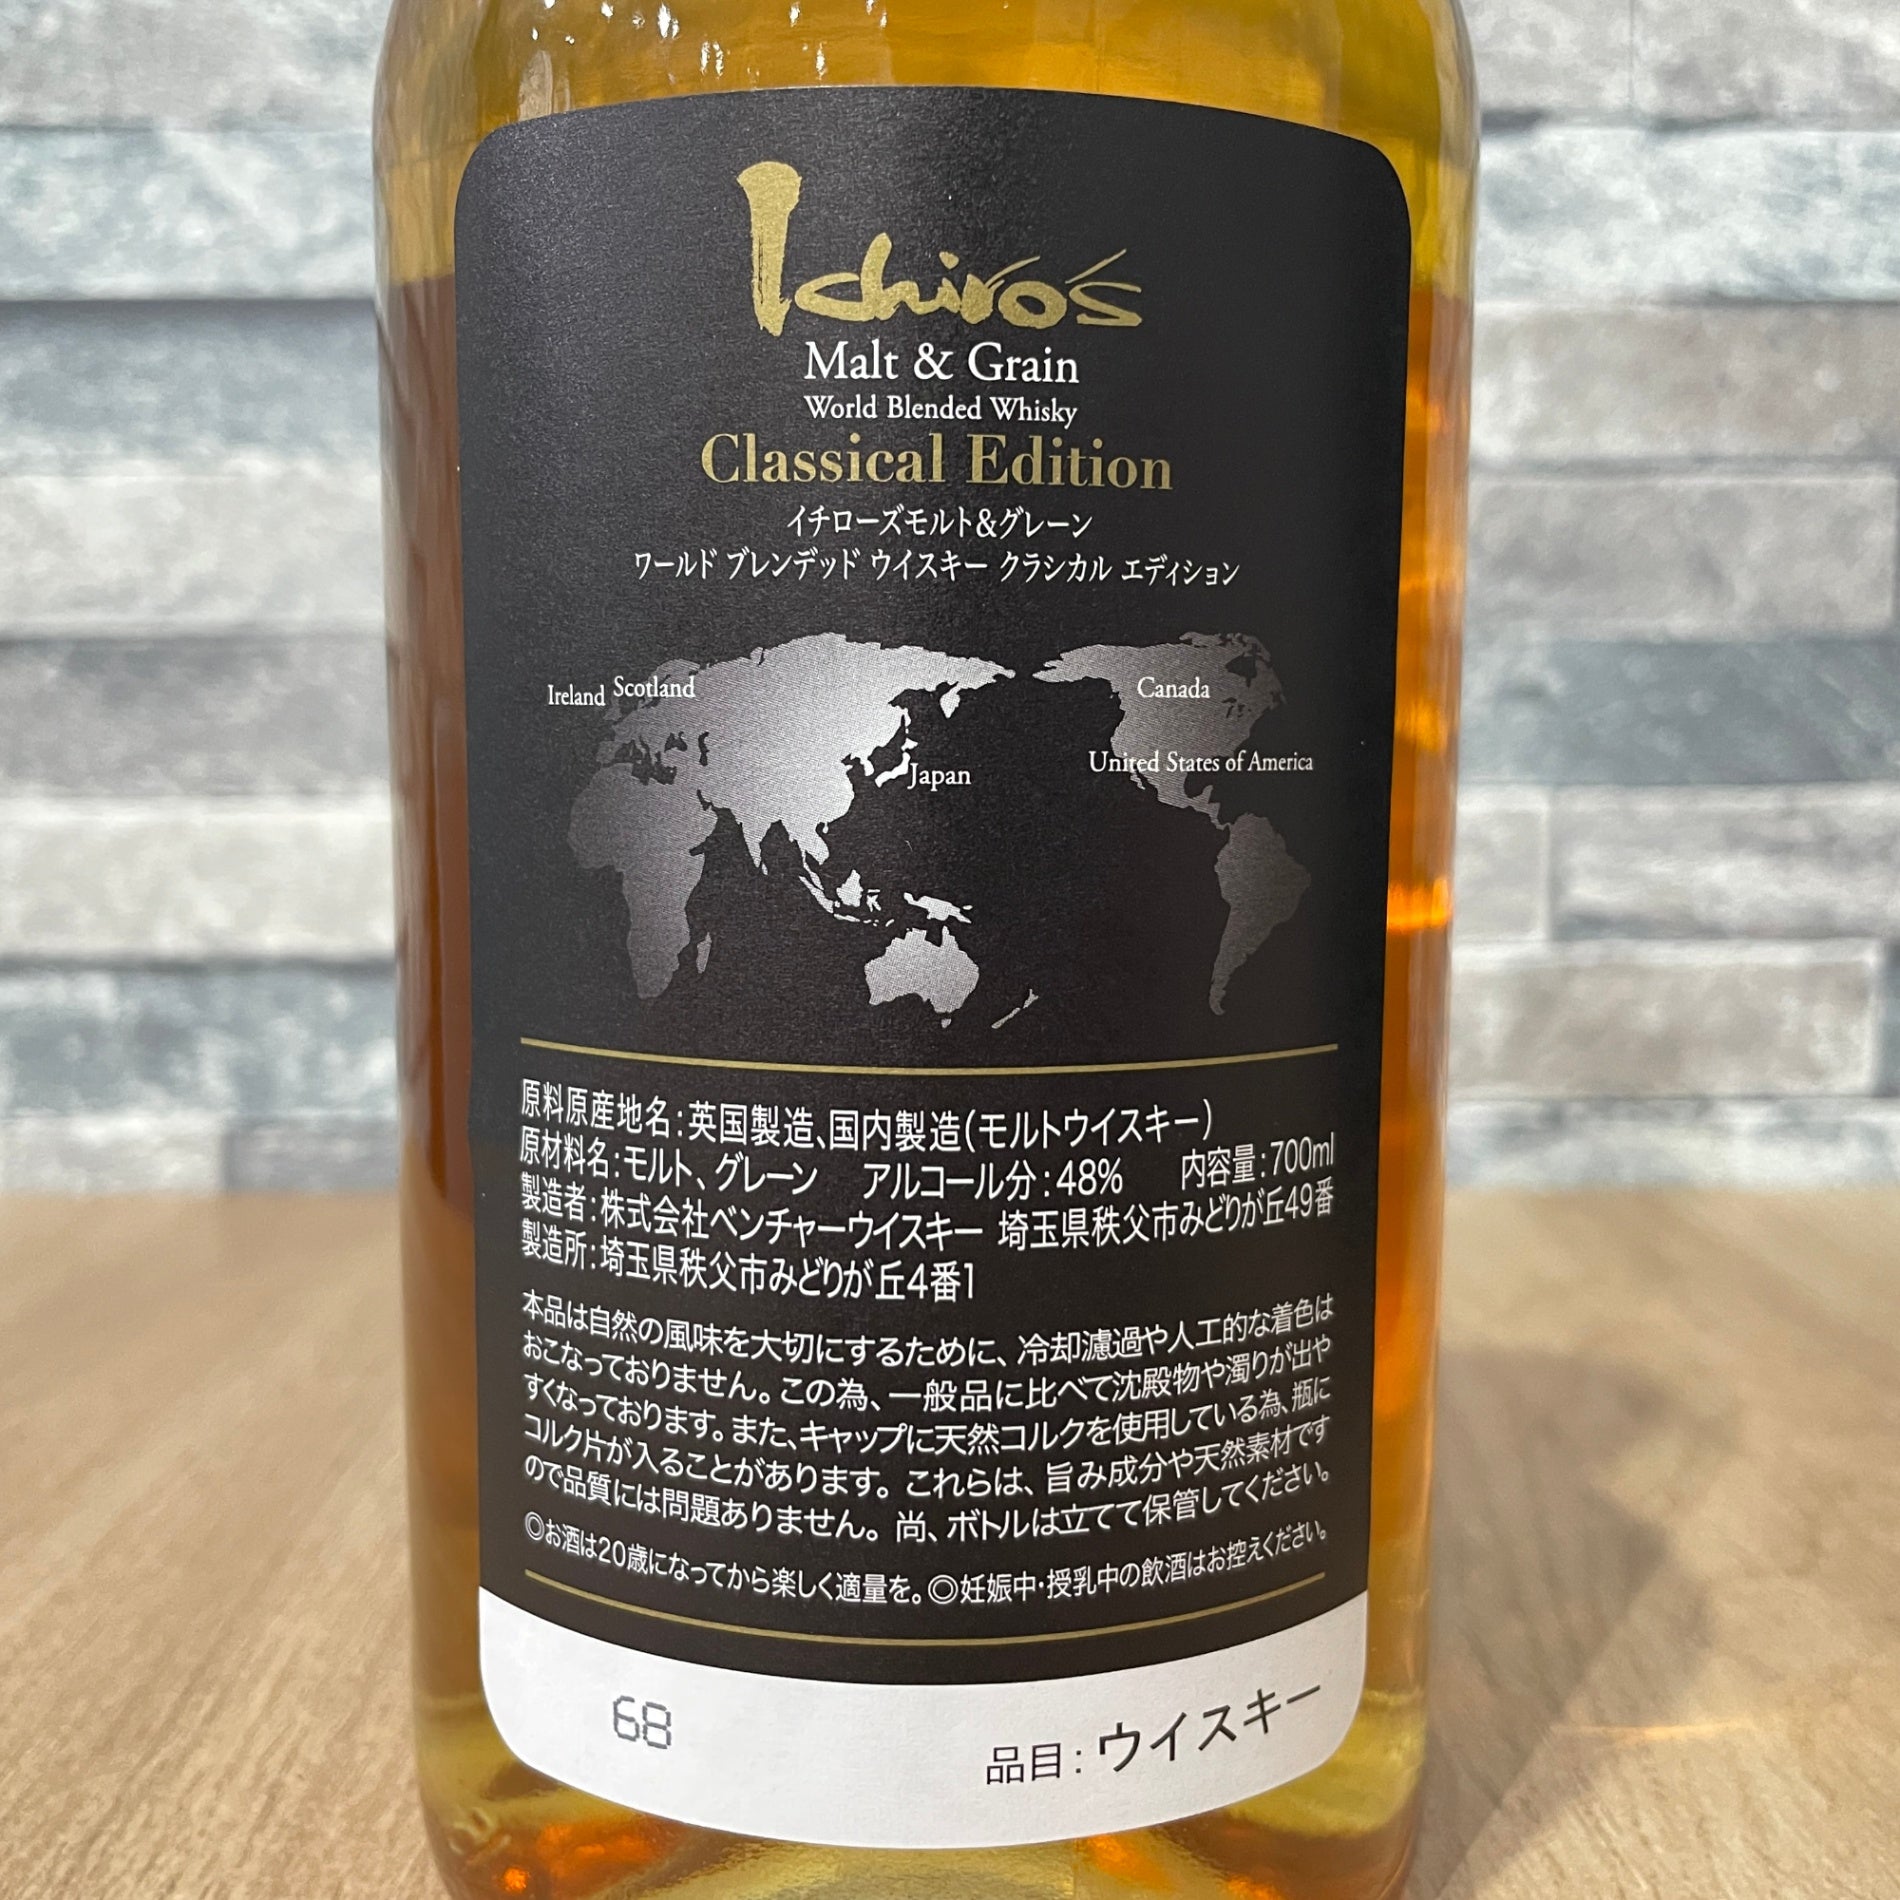 Ichiro's
Malt & Grain
World Blended Whisky
Classical Edition
イチローズモルト&グレーン
ワールド ブレンデッド ウイスキー クラシカル エディション
Ireland Scotland
Canada
Japan
United States of America
原料原産地名:英国製造、国内製造(モルトウイスキー)
原材料名:モルト、グレーン アルコール分:48% 内容量:700ml
製造者:株式会社ベンチャーウイスキー 埼玉県秩父市みどりが丘49番
製造所:埼玉県秩父市みどりが丘4番1
本品は自然の風味を大切にするために、冷却濾過や人工的な着色は
おこなっておりません。この為、一般品に比べて沈殿物や濁りが出や
すくなっております。また、キャップに天然コルクを使用している為、瓶に
コルク片が入ることがあります。これらは、旨み成分や天然素材です
ので品質には問題ありません。尚、ボトルは立てて保管してください。
◎お酒は20歳になってから楽しく適量を。◎妊娠中・授乳中の飲酒はお控えください。
68
品目:ウイスキー